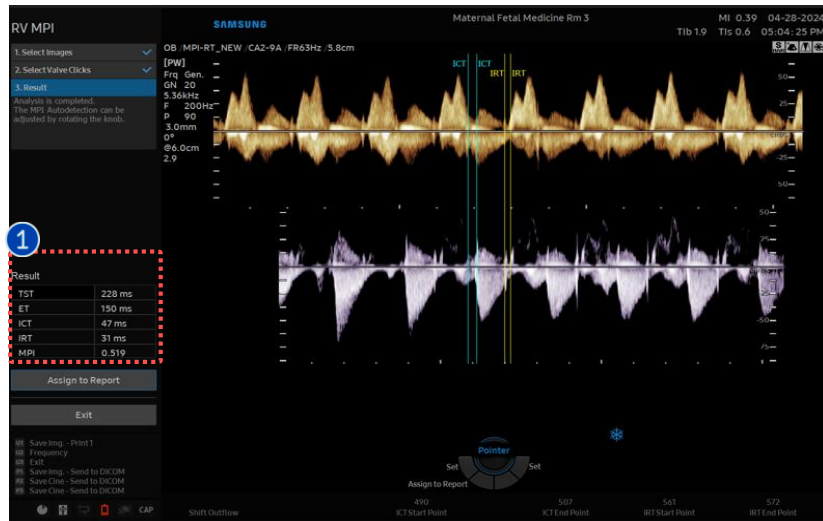 RV MPI
SAMSUNG
Maternal Fetal Medicine Rm 3
MI 0.39 04-28-2024
TIb 1.9 TIs 0.6 05:04:25 PM
1. Select Images
2. Select Valve Clicks
3. Result
Analysis is completed.
The MPI Autodetection can be
adjusted by rotating the knob.
OB /MPI-RT_NEW /CA2-9A /FR63Hz /5.8cm
[PW]
Frq Gen.
GN 20
5.36kHz
F 200Hz
P 90
3.0mm
0°
@6.0cm
2.9
ICT ICT
IRT IRT
50
25
-25
50
1
Result
TST 228 ms
ET 150 ms
ICT 47 ms
IRT 31 ms
MPI 0.519
50
25
-50
Assign to Report
Exit
Save Img. - Print 1
Frequency
Exit
Save Img. - Send to DICOM
Save Cine - Send to DICOM
Save Cine - Send to DICOM
CAP
Pointer
Set Set
Assign to Report
Shift Outflow
490
ICT Start Point
507
ICT End Point
561
IRT Start Point
572
IRT End Point